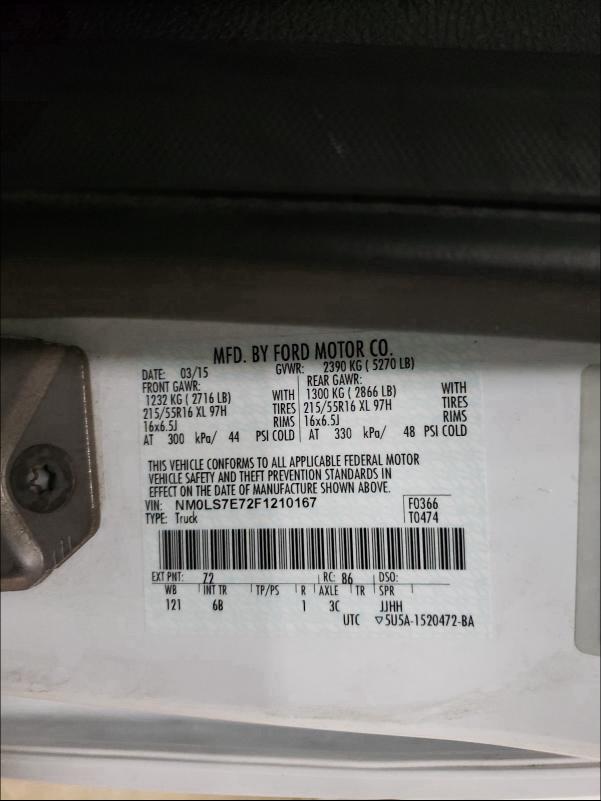 MFD. BY FORD MOTOR CO.
DATE: 03/15 GVWR: 2390 KG ( 5270 LB)
FRONT GAWR: REAR GAWR:
1232 KG ( 2716 LB) WITH 1300 KG ( 2866 LB) WITH
215/55R16 XL 97H TIRES 215/55R16 XL 97H TIRES
16x6.5J RIMS 16x6.5J RIMS
AT 300 kPa/ 44 PSI COLD AT 330 kPa/ 48 PSI COLD
THIS VEHICLE CONFORMS TO ALL APPLICABLE FEDERAL MOTOR
VEHICLE SAFETY AND THEFT PREVENTION STANDARDS IN
EFFECT ON THE DATE OF MANUFACTURE SHOWN ABOVE.
VIN: NM0LS7E72F1210167 F0366
TYPE: Truck T0474
EXT PNT: 72 RC: 86 DSO:
WB INT TR TP/PS R AXLE TR SPR
121 6B 1 3C JJHH
UTC ▽5U5A-1520472-BA